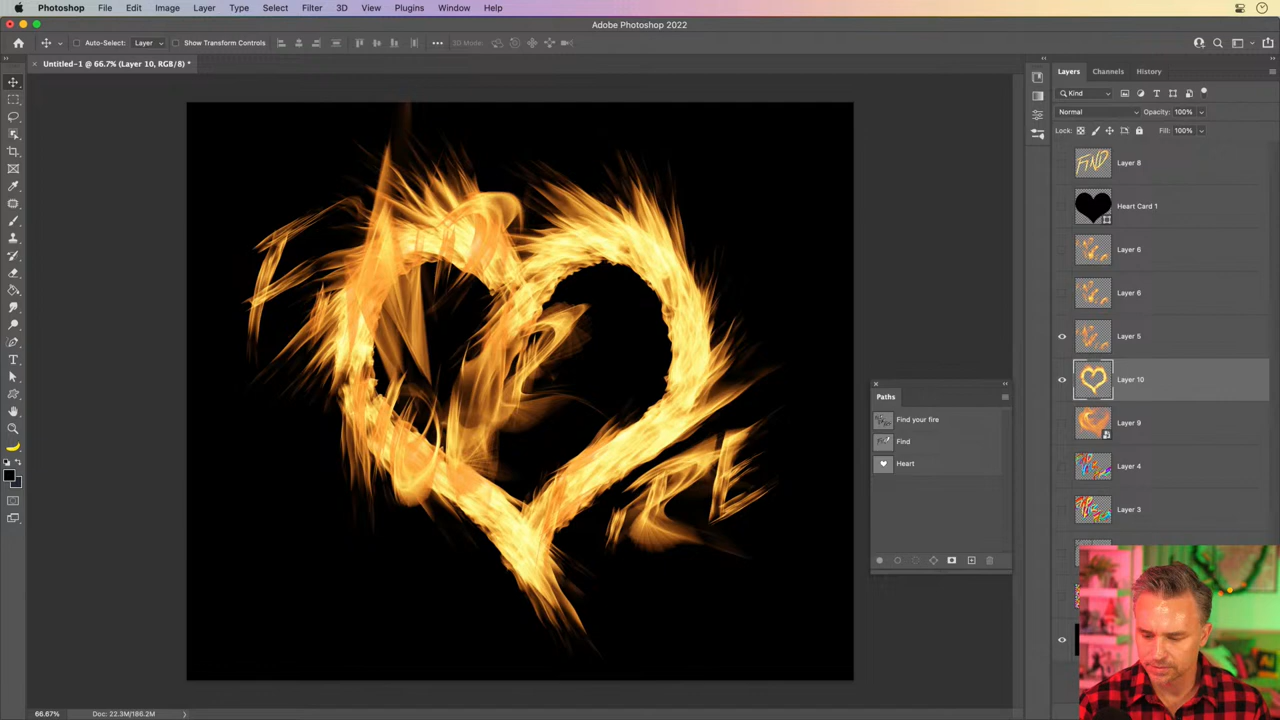 Photoshop File Edit Image Layer Type Select Filter 3D View Plugins Window Help
Adobe Photoshop 2022
Auto-Select: Layer Show Transform Controls 3D Mode:
Untitled-1 @ 66.7% (Layer 10, RGB/8) *
Layers Channels History
Kind
Normal Opacity: 100%
Lock: Fill: 100%
FIND Layer 8
Heart Card 1
Layer 6
Layer 6
Layer 5
Layer 10
Layer 9
Layer 4
Layer 3
Paths
Find your fire
Find
Heart
66.67% Doc: 22.3M/186.2M